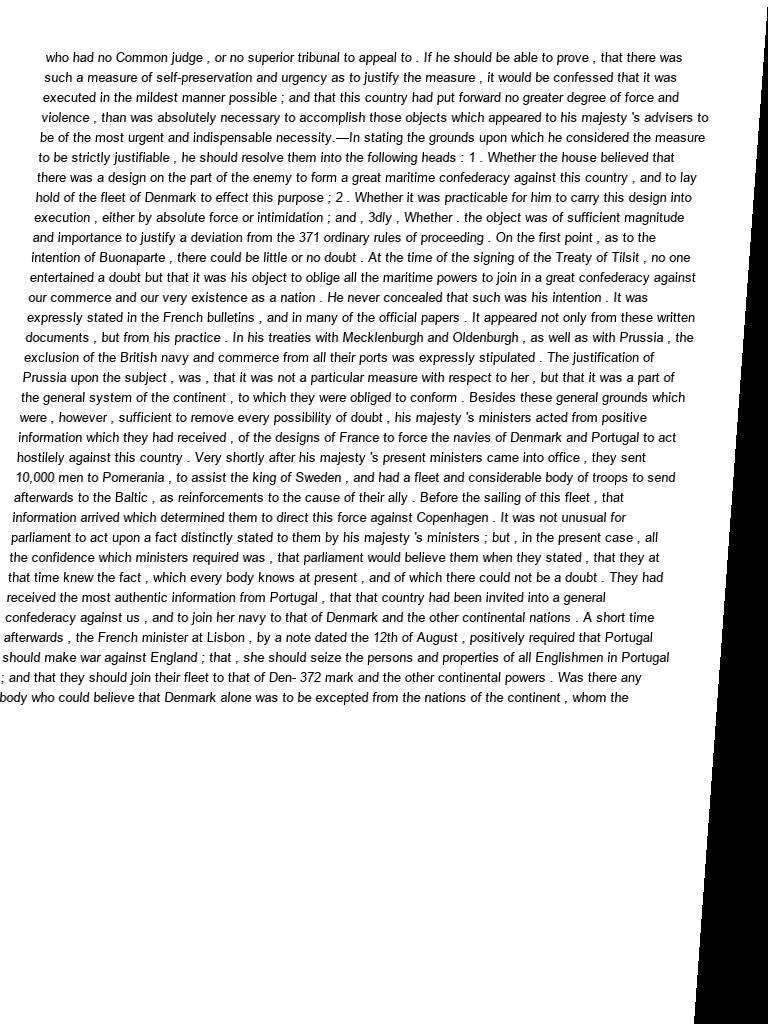 who had no Common judge , or no superior tribunal to appeal to . If he should be able to prove , that there was
such a measure of self-preservation and urgency as to justify the measure , it would be confessed that it was
executed in the mildest manner possible ; and that this country had put forward no greater degree of force and
violence , than was absolutely necessary to accomplish those objects which appeared to his majesty 's advisers to
be of the most urgent and indispensable necessity.—In stating the grounds upon which he considered the measure
to be strictly justifiable , he should resolve them into the following heads : 1 . Whether the house believed that
there was a design on the part of the enemy to form a great maritime confederacy against this country , and to lay
hold of the fleet of Denmark to effect this purpose ; 2 . Whether it was practicable for him to carry this design into
execution , either by absolute force or intimidation ; and , 3dly , Whether . the object was of sufficient magnitude
and importance to justify a deviation from the 371 ordinary rules of proceeding . On the first point , as to the
intention of Buonaparte , there could be little or no doubt . At the time of the signing of the Treaty of Tilsit , no one
entertained a doubt but that it was his object to oblige all the maritime powers to join in a great confederacy against
our commerce and our very existence as a nation . He never concealed that such was his intention . It was
expressly stated in the French bulletins , and in many of the official papers . It appeared not only from these written
documents , but from his practice . In his treaties with Mecklenburgh and Oldenburgh , as well as with Prussia , the
exclusion of the British navy and commerce from all their ports was expressly stipulated . The justification of
Prussia upon the subject , was , that it was not a particular measure with respect to her , but that it was a part of
the general system of the continent , to which they were obliged to conform . Besides these general grounds which
were , however , sufficient to remove every possibility of doubt , his majesty 's ministers acted from positive
information which they had received , of the designs of France to force the navies of Denmark and Portugal to act
hostilely against this country . Very shortly after his majesty 's present ministers came into office , they sent
10,000 men to Pomerania , to assist the king of Sweden , and had a fleet and considerable body of troops to send
afterwards to the Baltic , as reinforcements to the cause of their ally . Before the sailing of this fleet , that
information arrived which determined them to direct this force against Copenhagen . It was not unusual for
parliament to act upon a fact distinctly stated to them by his majesty 's ministers ; but , in the present case , all
the confidence which ministers required was , that parliament would believe them when they stated , that they at
that time knew the fact , which every body knows at present , and of which there could not be a doubt . They had
received the most authentic information from Portugal , that that country had been invited into a general
confederacy against us , and to join her navy to that of Denmark and the other continental nations . A short time
afterwards , the French minister at Lisbon , by a note dated the 12th of August , positively required that Portugal
should make war against England ; that , she should seize the persons and properties of all Englishmen in Portugal
; and that they should join their fleet to that of Den- 372 mark and the other continental powers . Was there any
body who could believe that Denmark alone was to be excepted from the nations of the continent , whom the